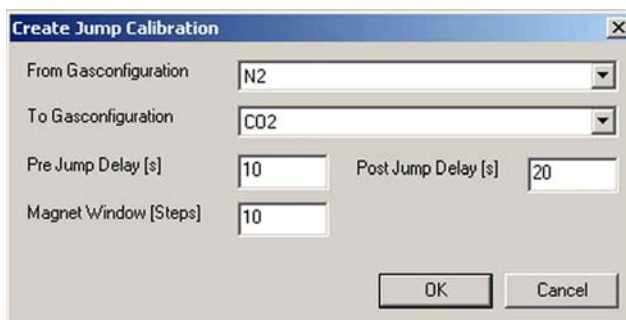 Create Jump Calibration
From Gasconfiguration N2
To Gasconfiguration CO2
Pre Jump Delay [s] 10 Post Jump Delay [s] 20
Magnet Window [Steps] 10
OK Cancel